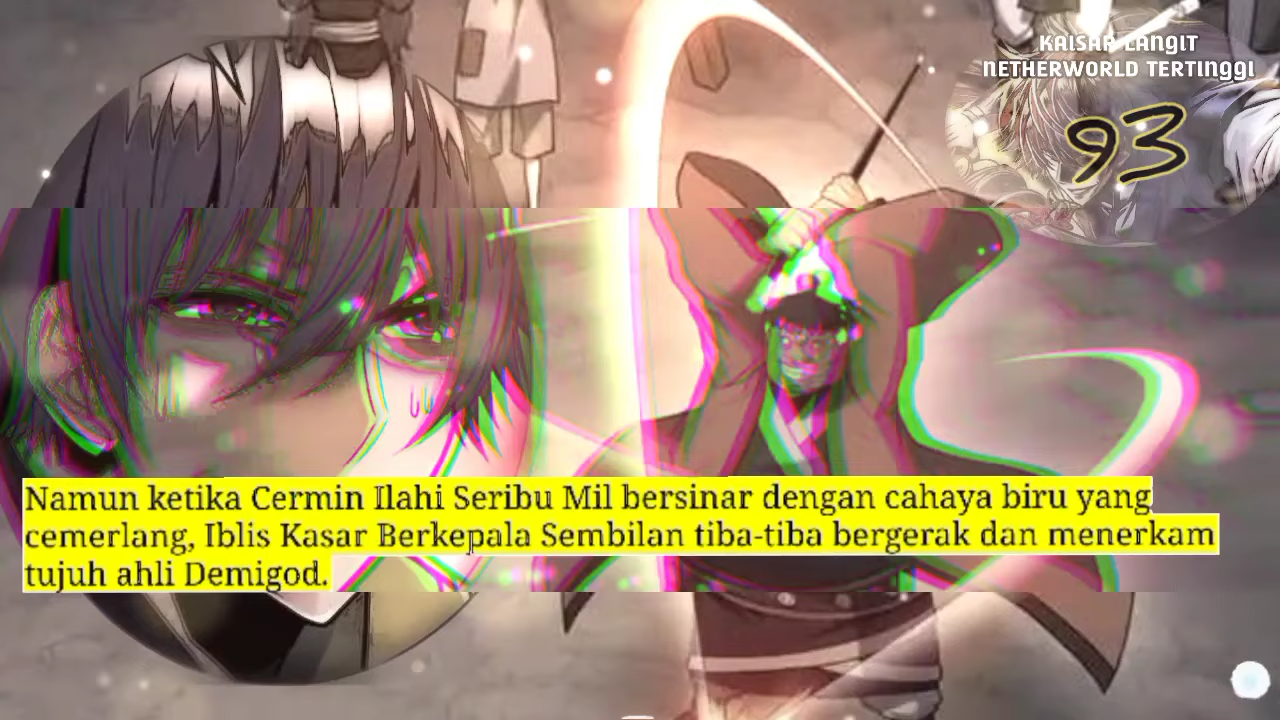 KAISAR LANGIT
NETHERWORLD TERTINGGI
93
Namun ketika Cermin Ilahi Seribu Mil bersinar dengan cahaya biru yang
cemerlang, Iblis Kasar Berkepala Sembilan tiba-tiba bergerak dan menerkam
tujuh ahli Demigod.